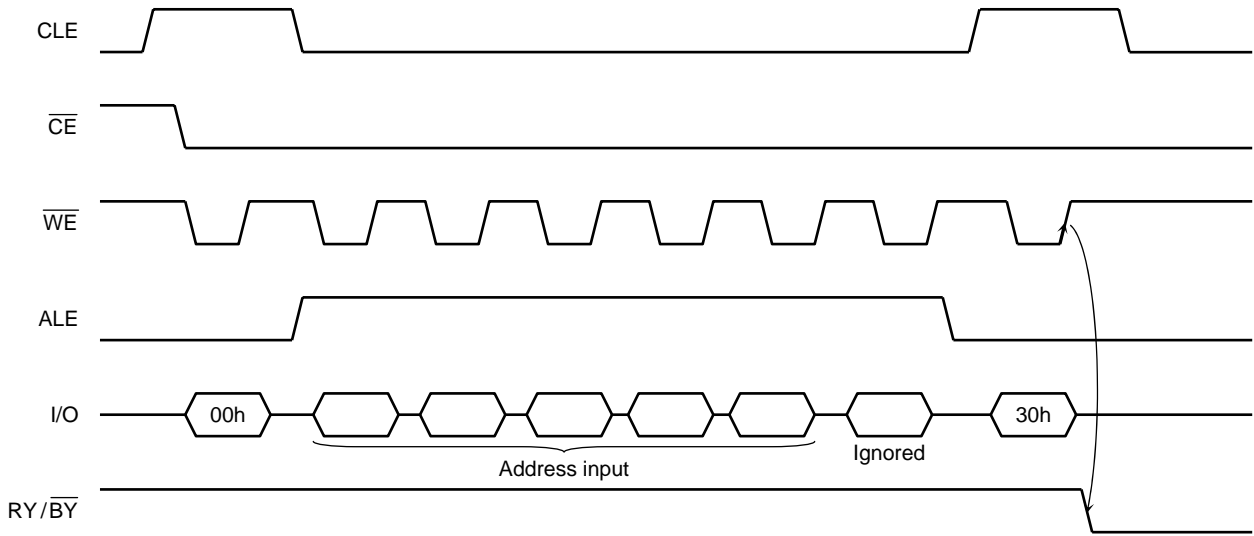 CLE
CE
WE
ALE
I/O 00h 30h
Ignored
Address input
RY/BY